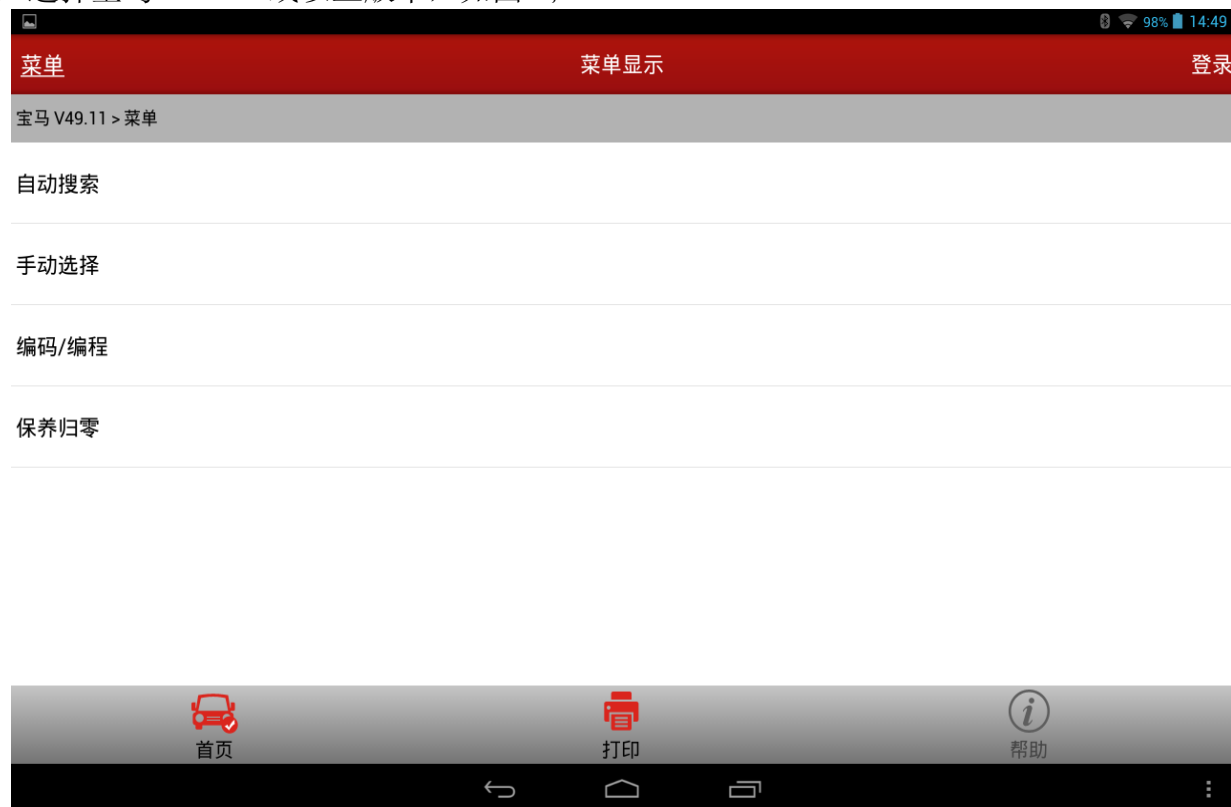 98% 14:49
菜单 菜单显示 登录
宝马 V49.11 > 菜单
自动搜索
手动选择
编码/编程
保养归零
首页 打印 帮助